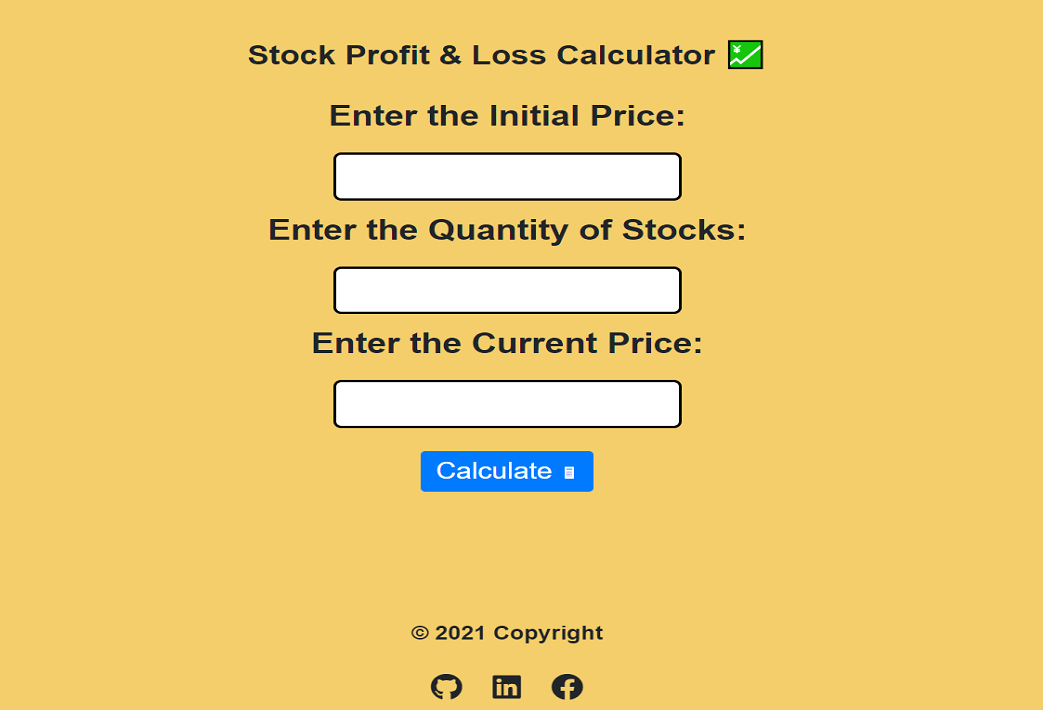 Stock Profit & Loss Calculator 💹
Enter the Initial Price:
Enter the Quantity of Stocks:
Enter the Current Price:
Calculate
© 2021 Copyright